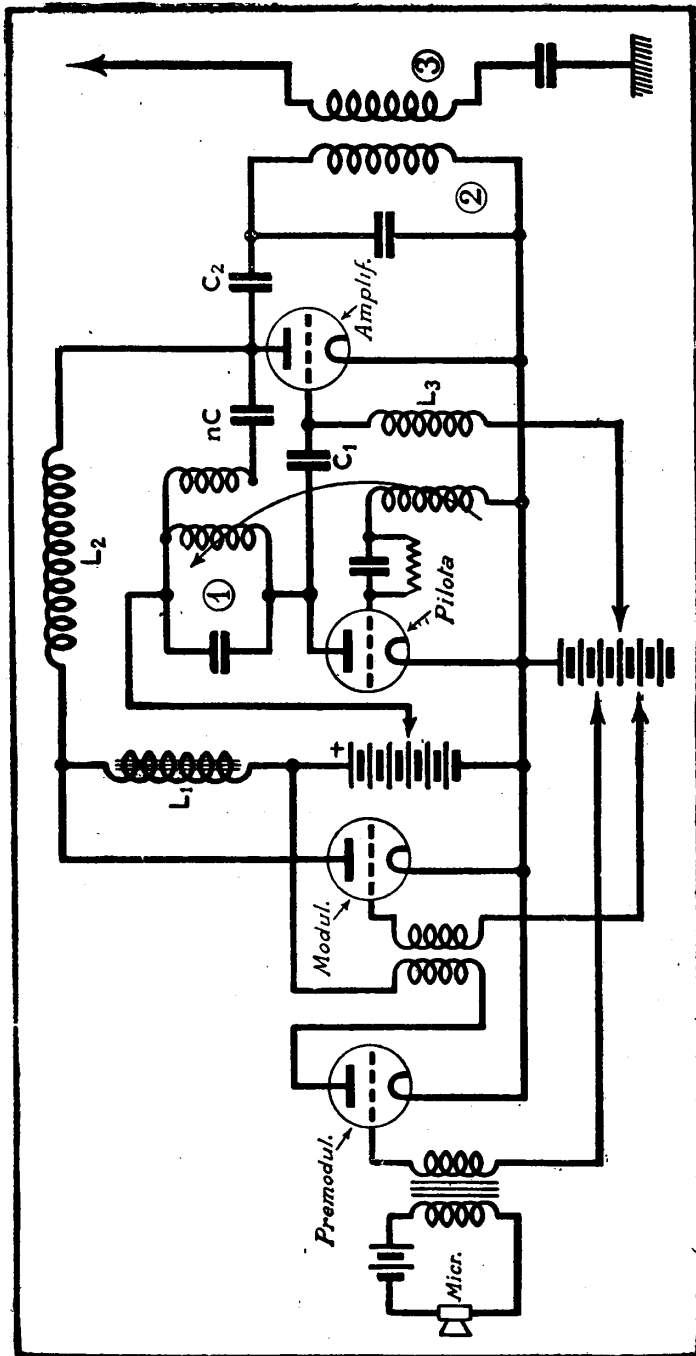 Micr.
Premodul.
Modul.
L₁
+
L₂
①
nC
C₂
C₁
Pilota
L₃
Amplif.
②
③